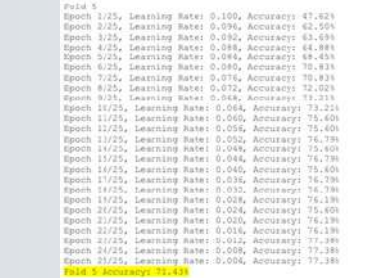 Fold 5
Epoch 1/25, Learning Rate: 0.100, Accuracy: 47.62%
Epoch 2/25, Learning Rate: 0.096, Accuracy: 62.50%
Epoch 3/25, Learning Rate: 0.092, Accuracy: 63.69%
Epoch 4/25, Learning Rate: 0.088, Accuracy: 64.88%
Epoch 5/25, Learning Rate: 0.084, Accuracy: 68.45%
Epoch 6/25, Learning Rate: 0.080, Accuracy: 70.83%
Epoch 7/25, Learning Rate: 0.076, Accuracy: 70.83%
Epoch 8/25, Learning Rate: 0.072, Accuracy: 72.02%
Epoch 9/25, Learning Rate: 0.068, Accuracy: 73.21%
Epoch 10/25, Learning Rate: 0.064, Accuracy: 73.21%
Epoch 11/25, Learning Rate: 0.060, Accuracy: 75.60%
Epoch 12/25, Learning Rate: 0.056, Accuracy: 75.60%
Epoch 13/25, Learning Rate: 0.052, Accuracy: 76.79%
Epoch 14/25, Learning Rate: 0.048, Accuracy: 75.60%
Epoch 15/25, Learning Rate: 0.044, Accuracy: 76.79%
Epoch 16/25, Learning Rate: 0.040, Accuracy: 75.60%
Epoch 17/25, Learning Rate: 0.036, Accuracy: 76.79%
Epoch 18/25, Learning Rate: 0.032, Accuracy: 76.79%
Epoch 19/25, Learning Rate: 0.028, Accuracy: 76.19%
Epoch 20/25, Learning Rate: 0.024, Accuracy: 75.60%
Epoch 21/25, Learning Rate: 0.020, Accuracy: 76.19%
Epoch 22/25, Learning Rate: 0.016, Accuracy: 76.19%
Epoch 23/25, Learning Rate: 0.012, Accuracy: 77.38%
Epoch 24/25, Learning Rate: 0.008, Accuracy: 77.38%
Epoch 25/25, Learning Rate: 0.004, Accuracy: 77.38%
Fold 5 Accuracy: 71.43%